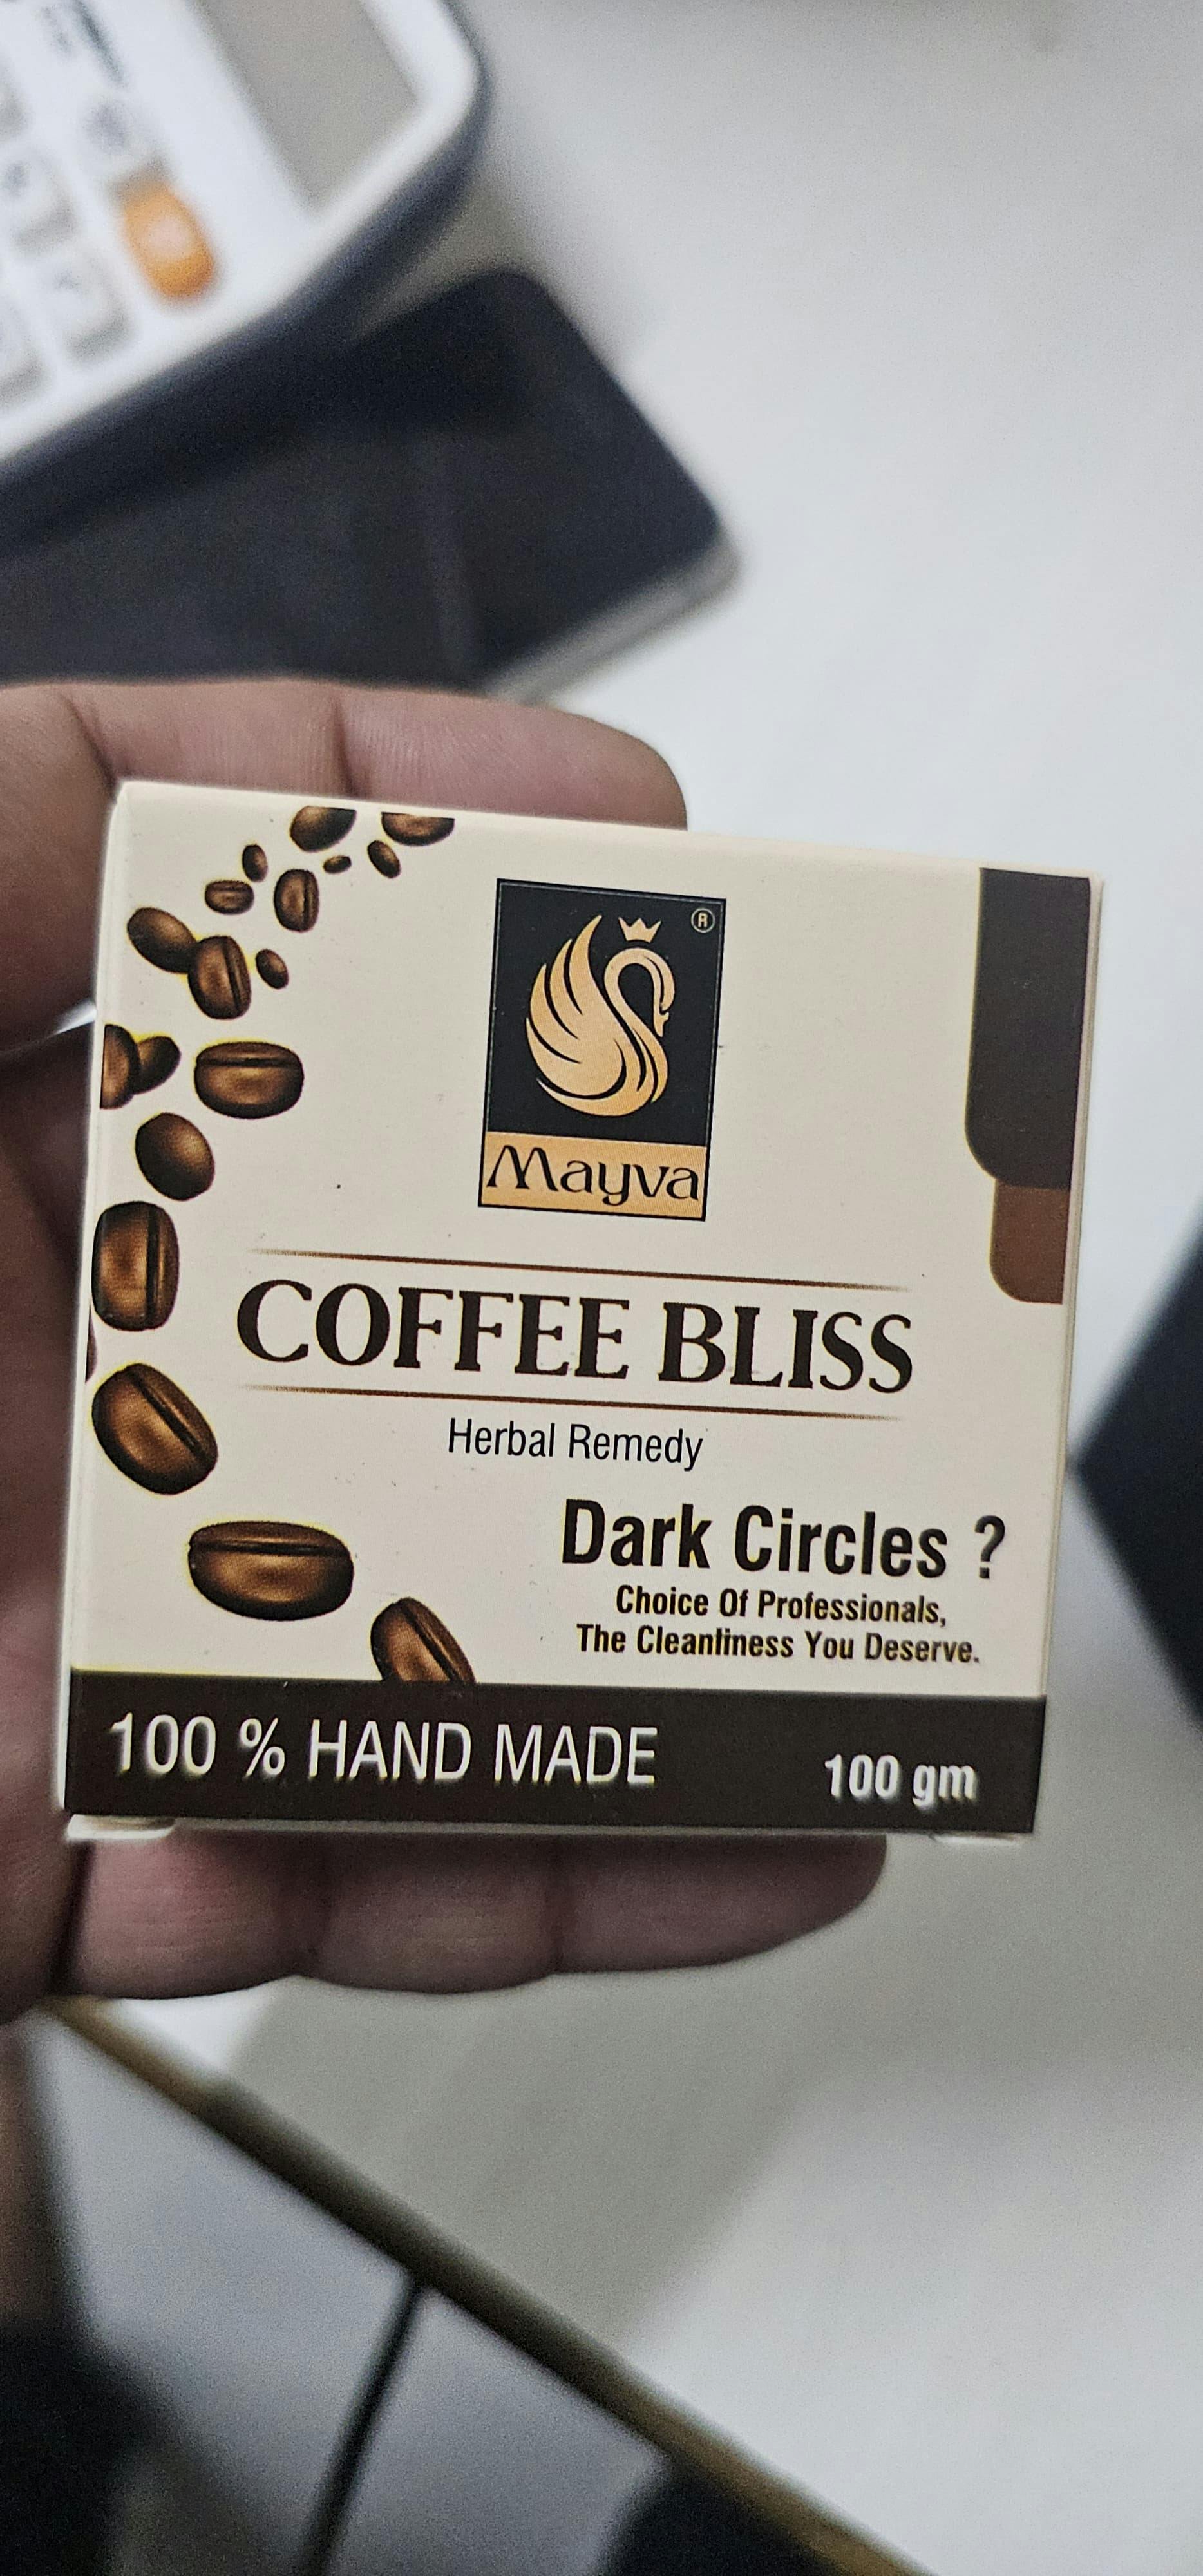 ®
Mayva
COFFEE BLISS
Herbal Remedy
Dark Circles ?
Choice Of Professionals,
The Cleanliness You Deserve.
100 % HAND MADE
100 gm